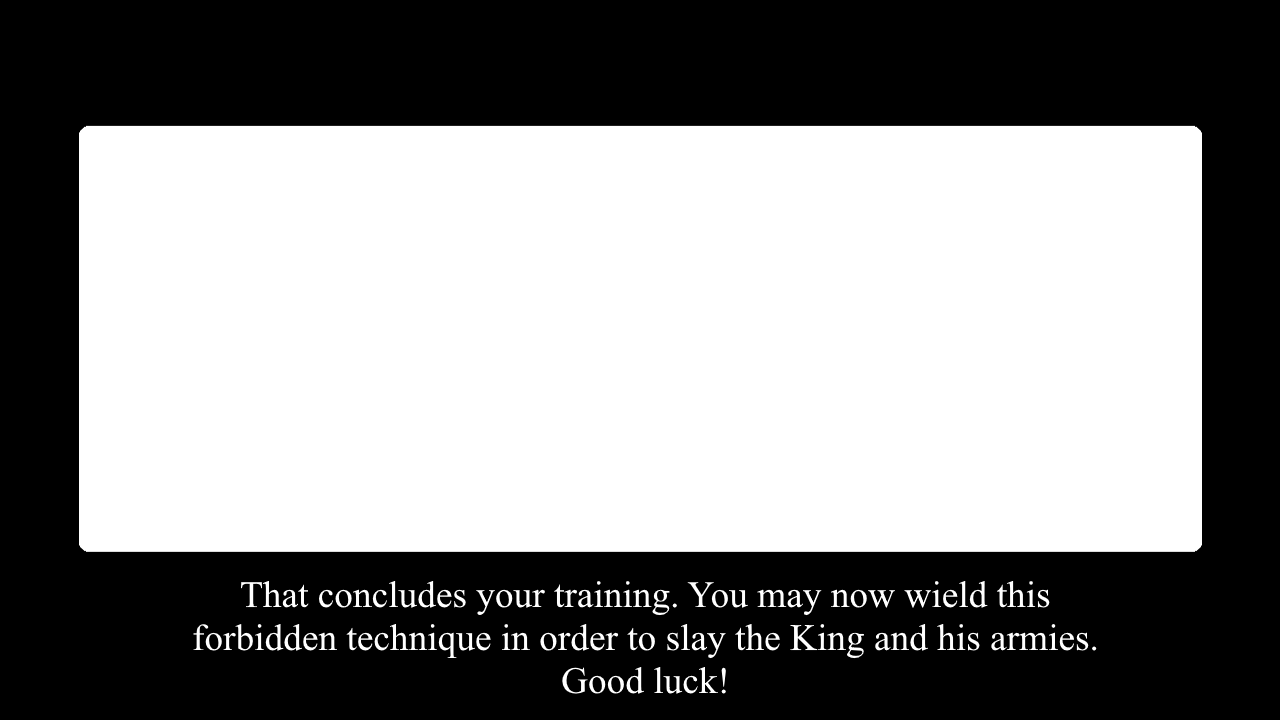 That concludes your training. You may now wield this
forbidden technique in order to slay the King and his armies.
Good luck!